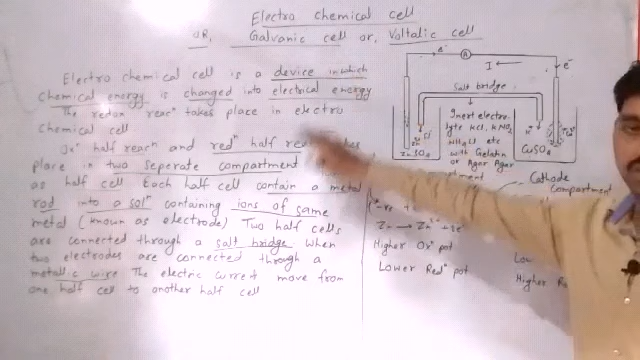 Electro chemical cell
OR,
Galvanic cell or, Voltalic cell
Electro chemical cell is a device in which
chemical energy is changed into electrical energy
The redox reacⁿ takes place in electro
chemical cell
Oxⁿ half reacⁿ and redⁿ half
place in two seperate compartment
as half cell Each half cell contain a metal
rod into a solⁿ containing ions of same
metal (known as electrode) Two half cells
are connected through a salt bridge When
two electrodes are connected through a
metallic wire The electric current move from
one half cell to another half cell
e⁻
A
I
e⁻
Salt bridge
Inert electro
lyte KCl, KNO₃
NH₄Cl etc
with Gelatin
or Agar Agar
ZnSO₄
CuSO₄
Cathode
compartment
Zn → Zn²⁺ + 2e⁻
Higher Oxⁿ pot
Lower Redⁿ pot
Higher